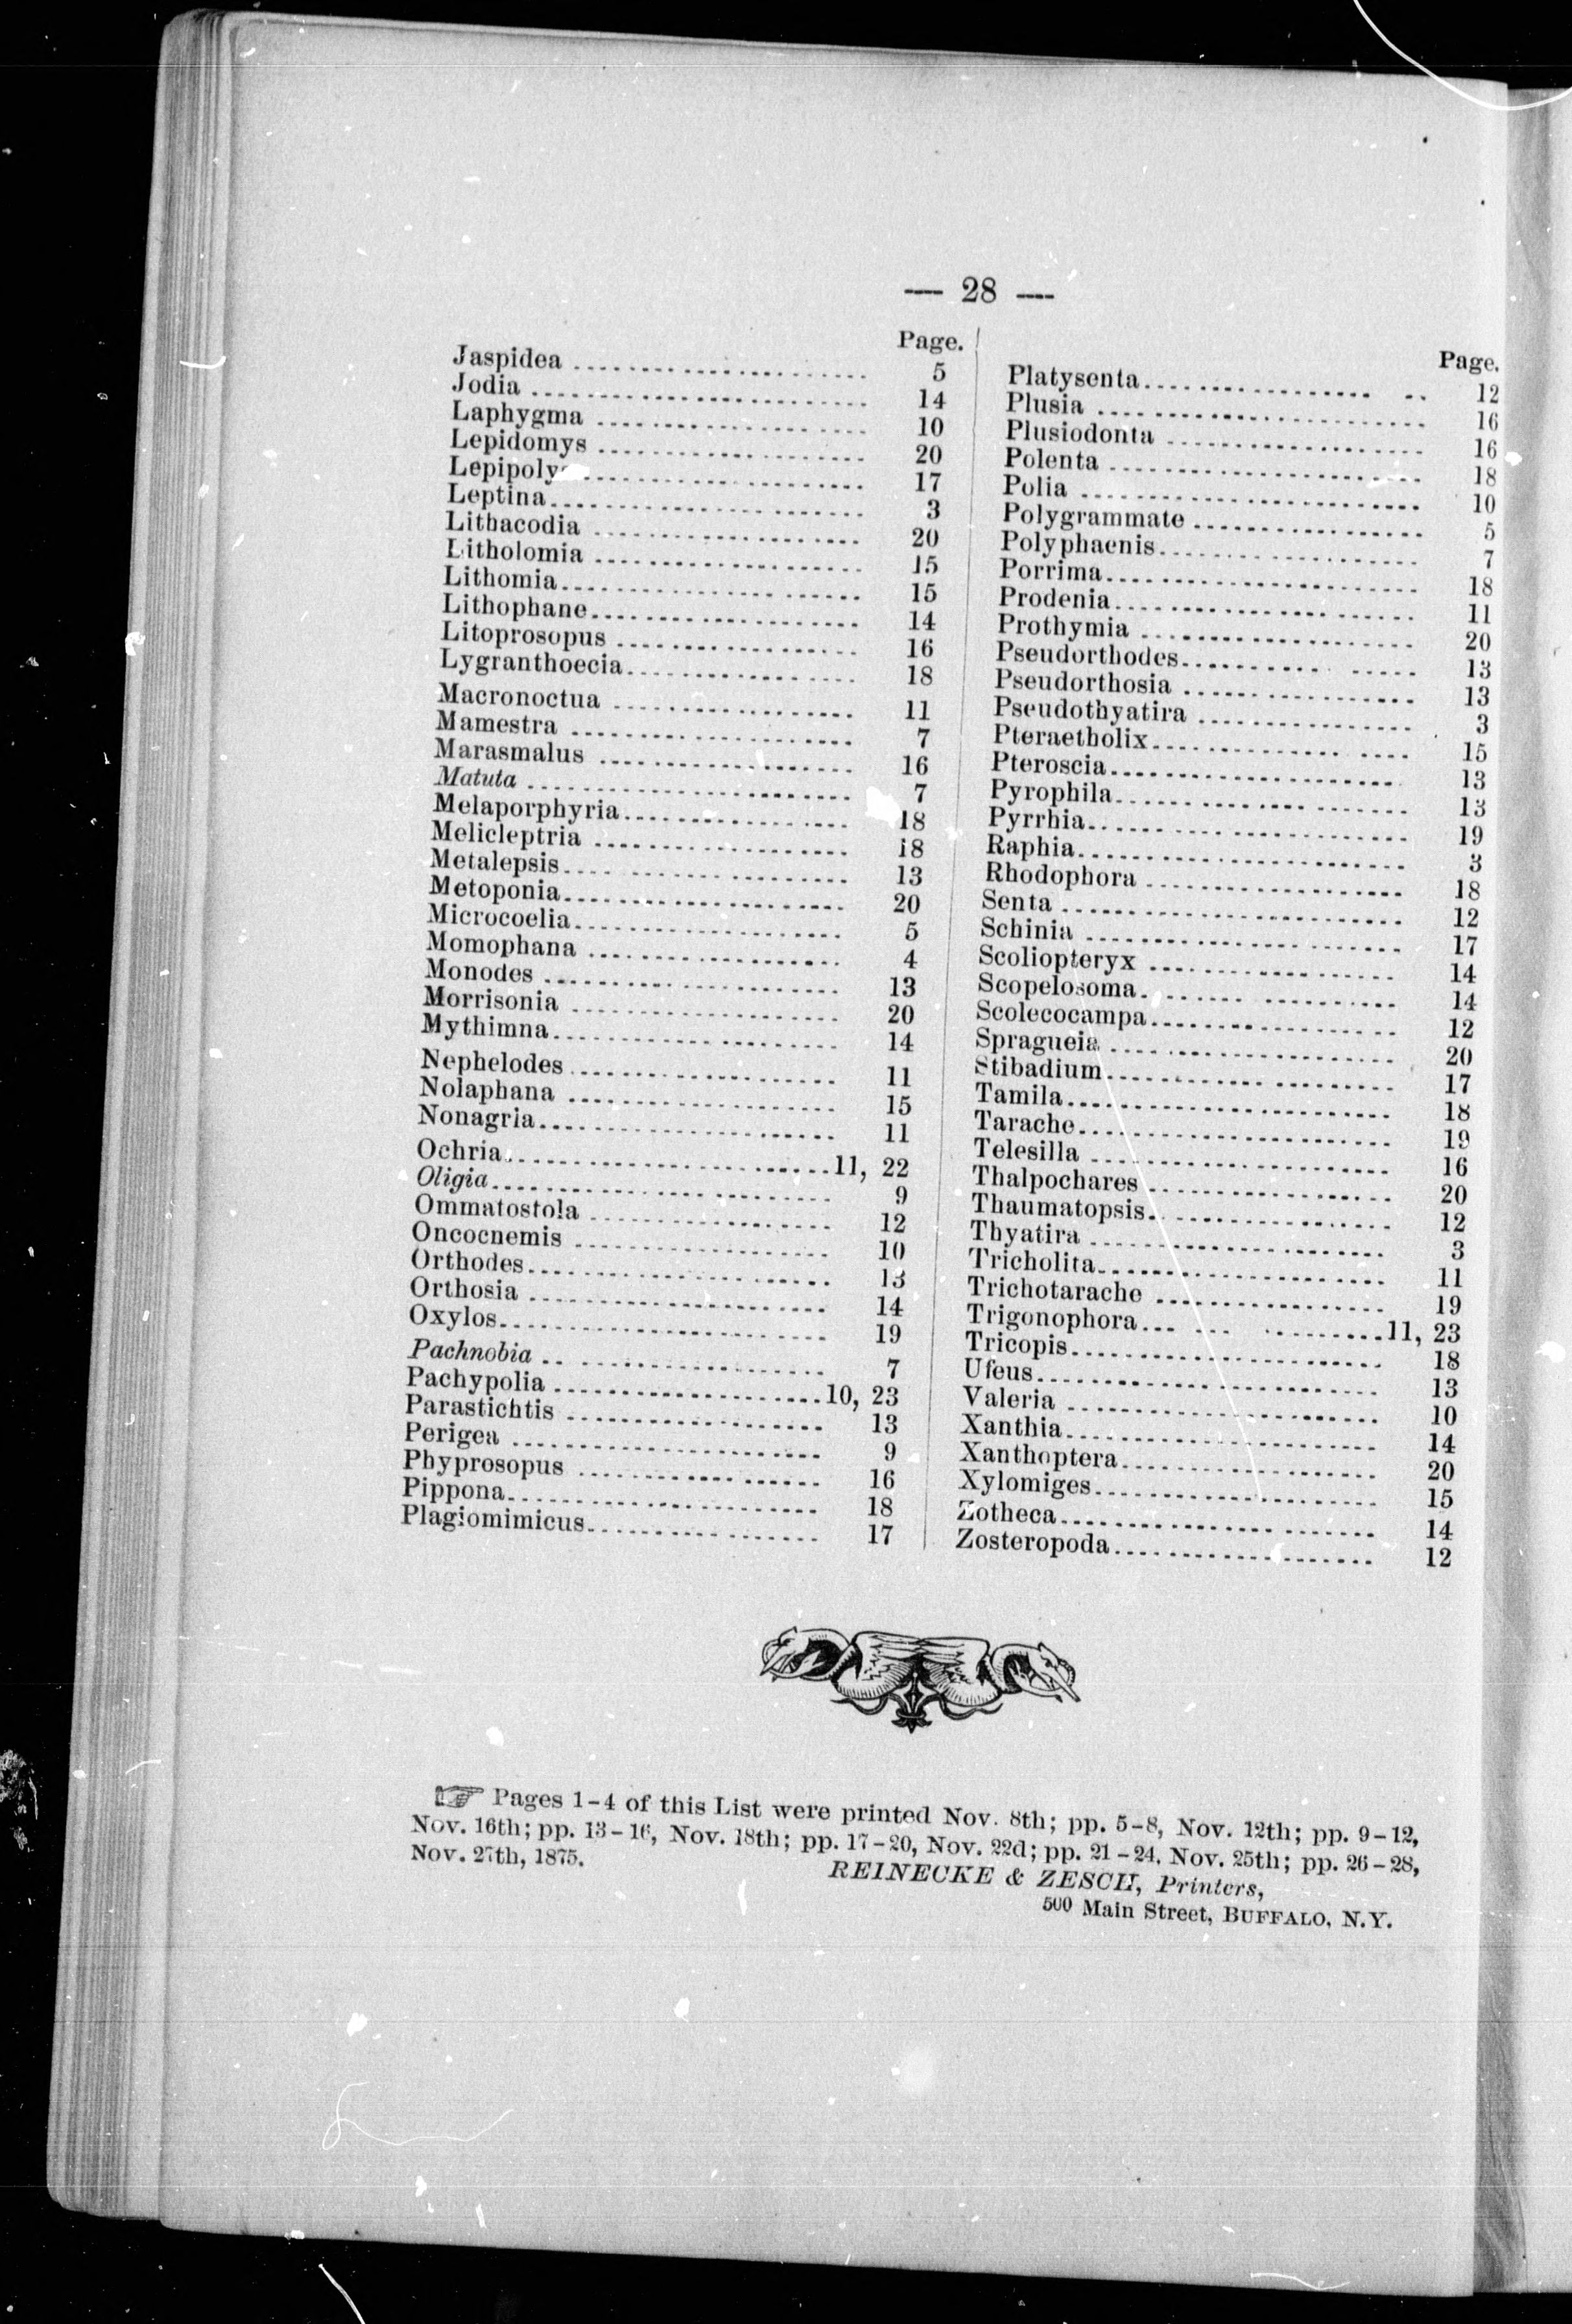 — 28 —
Page.
Jaspidea ........................ 5
Jodia ........................ 14
Laphygma ........................ 10
Lepidomys ........................ 20
Lepipoly ........................ 17
Leptina ........................ 3
Lithacodia ........................ 20
Litholomia ........................ 15
Lithomia ........................ 15
Lithophane ........................ 14
Litoprosopus ........................ 16
Lygranthoecia ........................ 18
Macronoctua ........................ 11
Mamestra ........................ 7
Marasmalus ........................ 16
Matuta ........................ 7
Melaporphyria ........................ 18
Melicleptria ........................ 18
Metalepsis ........................ 13
Metoponia ........................ 20
Microcoelia ........................ 5
Momophana ........................ 4
Monodes ........................ 13
Morrisonia ........................ 20
Mythimna ........................ 14
Nephelodes ........................ 11
Nolaphana ........................ 15
Nonagria ........................ 11
Ochria ........................ 11, 22
Oligia ........................ 9
Ommatostola ........................ 12
Oncocnemis ........................ 10
Orthodes ........................ 13
Orthosia ........................ 14
Oxylos ........................ 19
Pachnobia ........................ 7
Pachypolia ........................ 10, 23
Parastichtis ........................ 13
Perigea ........................ 9
Phyprosopus ........................ 16
Pippona ........................ 18
Plagiomimicus ........................ 17
Page.
Platysenta ........................ 12
Plusia ........................ 16
Plusiodonta ........................ 16
Polenta ........................ 18
Polia ........................ 10
Polygrammate ........................ 5
Polyphaenis ........................ 7
Porrima ........................ 18
Prodenia ........................ 11
Prothymia ........................ 20
Pseudorthodes ........................ 13
Pseudorthosia ........................ 13
Pseudothyatira ........................ 3
Pteraetholix ........................ 15
Pteroscia ........................ 13
Pyrophila ........................ 13
Pyrrhia ........................ 19
Raphia ........................ 3
Rhodophora ........................ 18
Senta ........................ 12
Schinia ........................ 17
Scoliopteryx ........................ 14
Scopelosoma ........................ 14
Scolecocampa ........................ 12
Spragueia ........................ 20
Stibadium ........................ 17
Tamila ........................ 18
Tarache ........................ 19
Telesilla ........................ 16
Thalpochares ........................ 20
Thaumatopsis ........................ 12
Thyatira ........................ 3
Tricholita ........................ 11
Trichotarache ........................ 19
Trigonophora ........................ 11, 23
Tricopis ........................ 18
Ufeus ........................ 13
Valeria ........................ 10
Xanthia ........................ 14
Xanthoptera ........................ 20
Xylomiges ........................ 15
Zotheca ........................ 14
Zosteropoda ........................ 12
☞ Pages 1–4 of this List were printed Nov. 8th; pp. 5–8, Nov. 12th; pp. 9–12,
Nov. 16th; pp. 13–16, Nov. 18th; pp. 17–20, Nov. 22d; pp. 21–24, Nov. 25th; pp. 26–28,
Nov. 27th, 1875.
REINECKE & ZESCH, Printers,
500 Main Street, BUFFALO, N.Y.